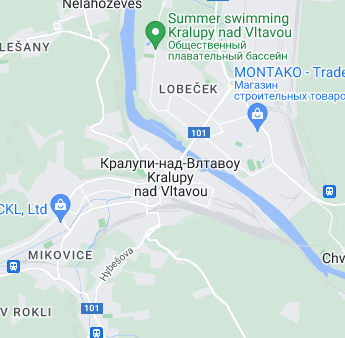 Nelahozeves
Summer swimming
Kralupy nad Vltavou
Общественный
плавательный бассейн
LEŠANY
LOBEČEK
MONTAKO - Trade
Магазин
строительных товаров
101
Кралупи-над-Влтавоу
Kralupy
nad Vltavou
CKL, Ltd
MIKOVICE
Hybešova
Chv
V ROKLI
101